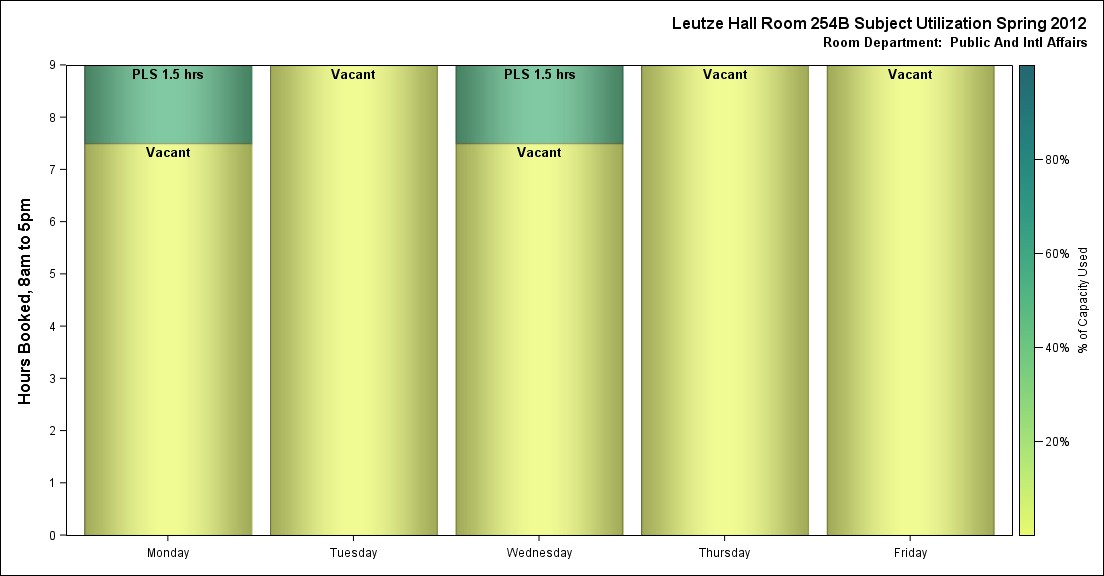 Leutze Hall Room 254B Subject Utilization Spring 2012
Room Department: Public And Intl Affairs
Hours Booked, 8am to 5pm
9
8
7
6
5
4
3
2
1
0
PLS 1.5 hrs
Vacant
Vacant
PLS 1.5 hrs
Vacant
Vacant
Vacant
Monday
Tuesday
Wednesday
Thursday
Friday
80%
60%
40%
20%
% of Capacity Used